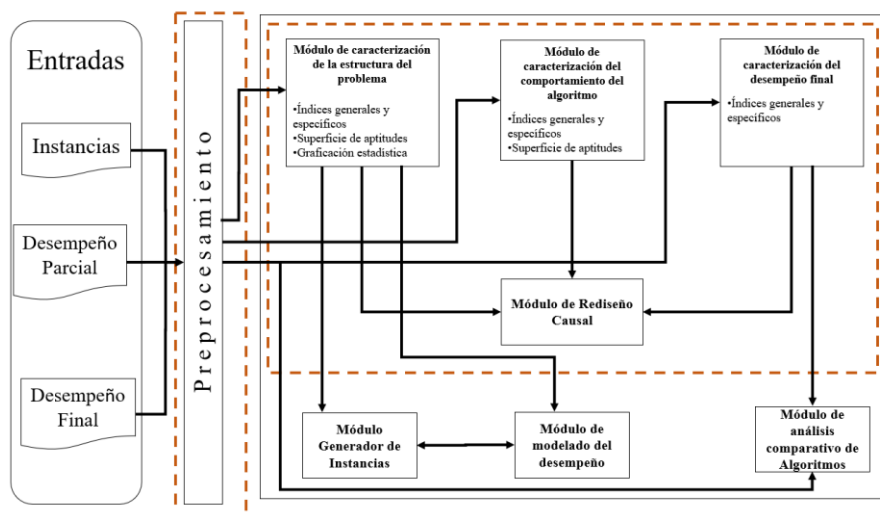 Entradas
Instancias
Desempeño
Parcial
Desempeño
Final
Preprocesamiento
Módulo de caracterización
de la estructura del
problema
•Índices generales y
específicos
•Superficie de aptitudes
•Graficación estadística
Módulo de
caracterización del
comportamiento del
algoritmo
•Índices generales y
específicos
•Superficie de aptitudes
Módulo de
caracterización del
desempeño final
•Índices generales y
específicos
Módulo de Rediseño
Causal
Módulo
Generador de
Instancias
Módulo de
modelado del
desempeño
Módulo de
análisis
comparativo de
Algoritmos